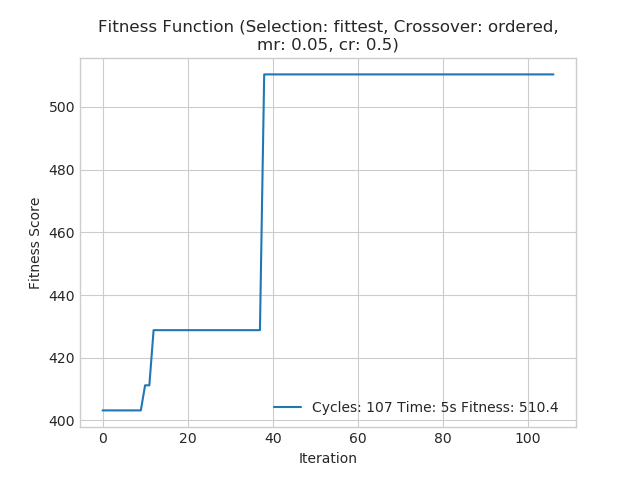 Fitness Function (Selection: fittest, Crossover: ordered,
mr: 0.05, cr: 0.5)
500
480
460
440
420
400
Fitness Score
Cycles: 107 Time: 5s Fitness: 510.4
0 20 40 60 80 100
Iteration